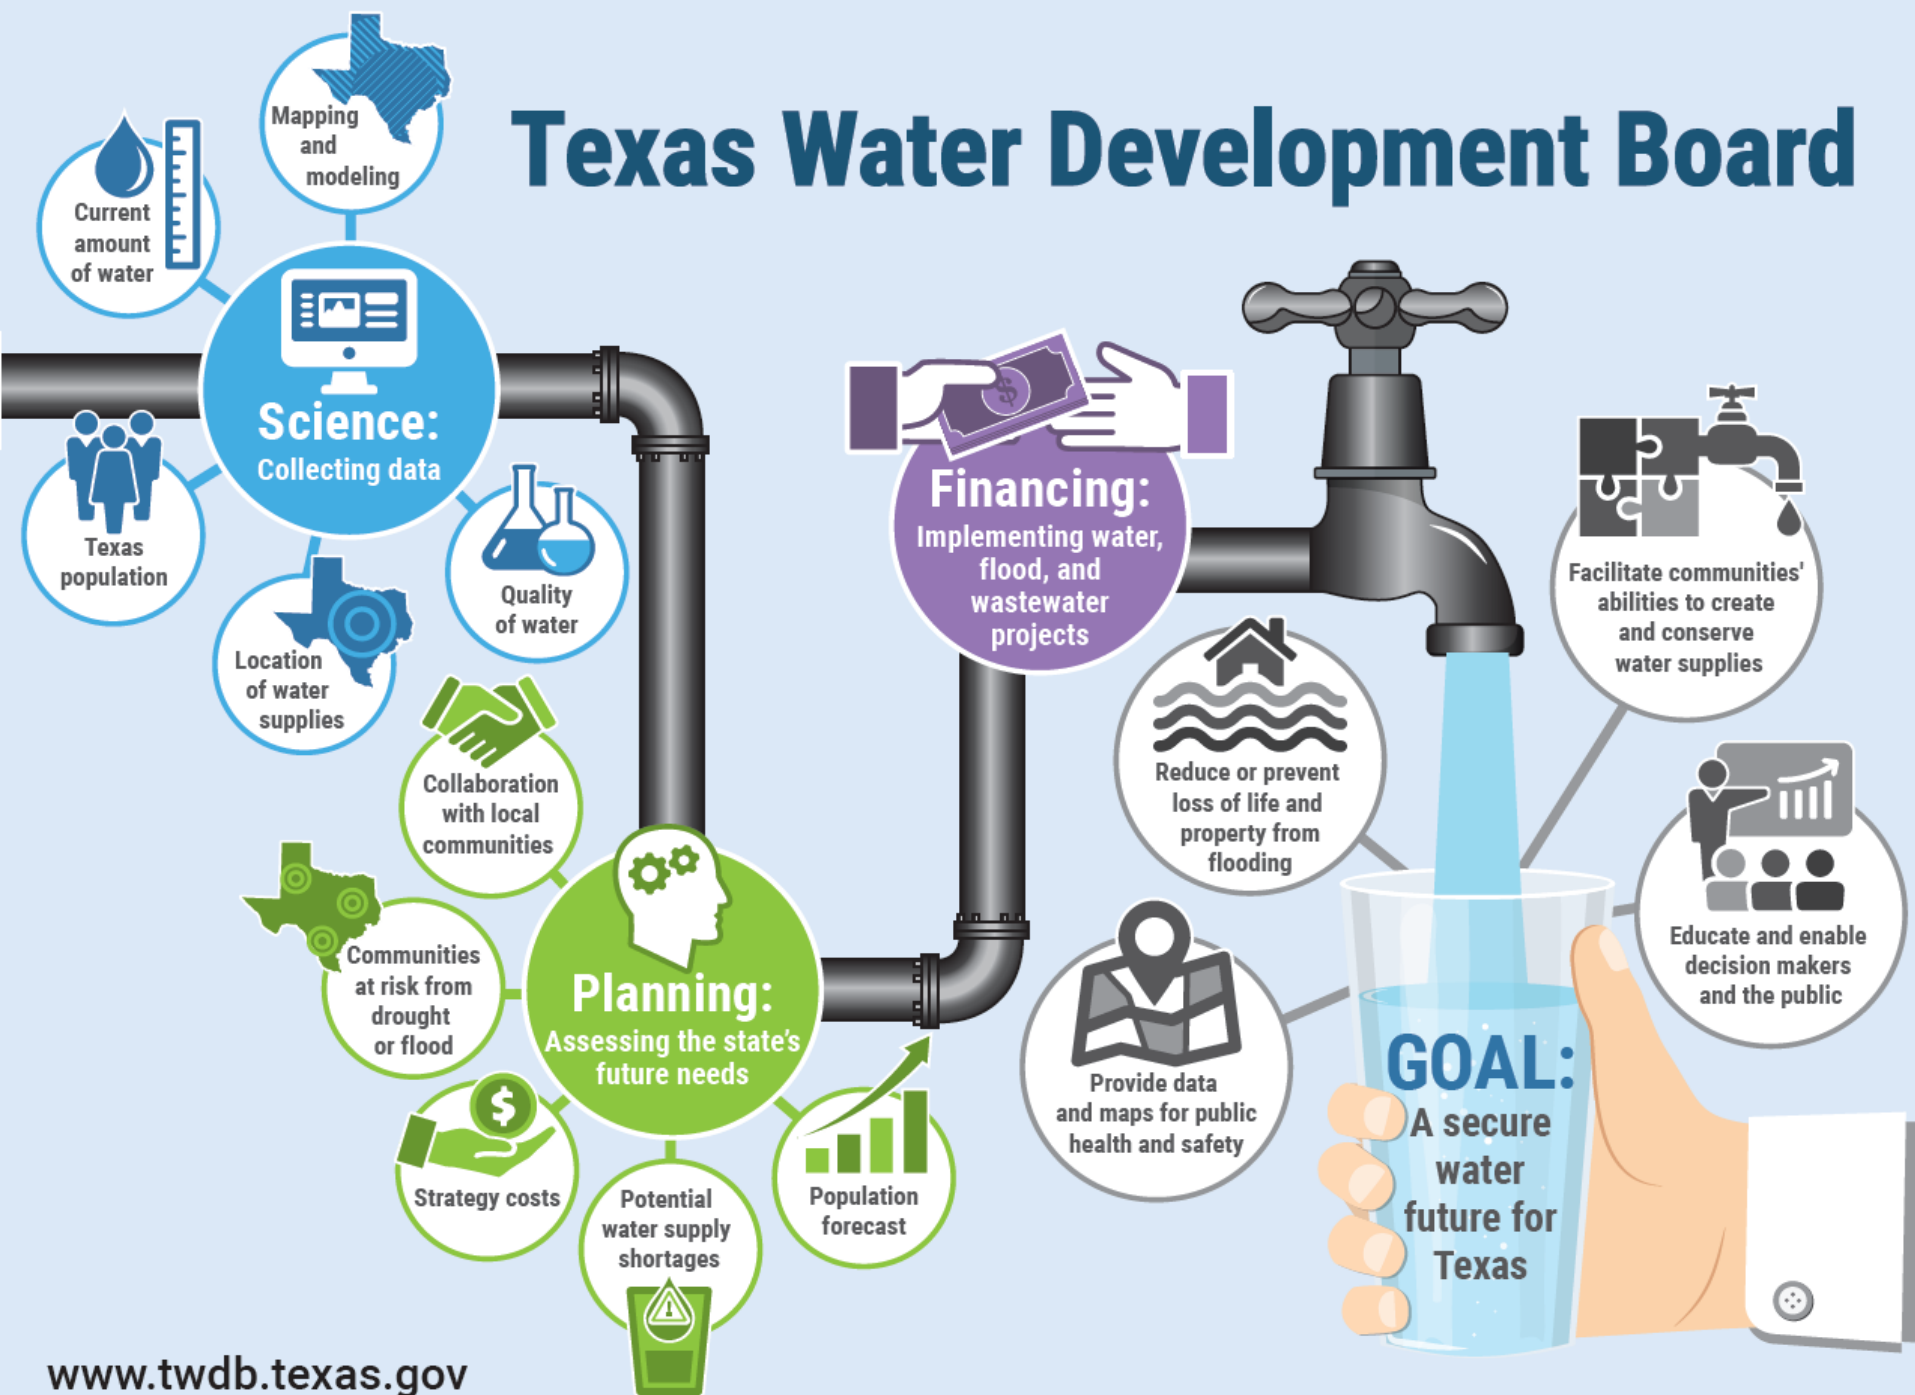 Texas Water Development Board
Mapping
and
modeling
Current
amount
of water
Science:
Collecting data
Texas
population
Location
of water
supplies
Quality
of water
Collaboration
with local
communities
Communities
at risk from
drought
or flood
Planning:
Assessing the state's
future needs
$
Strategy costs
Potential
water supply
shortages
!
Population
forecast
$
Financing:
Implementing water,
flood, and
wastewater
projects
Facilitate communities'
abilities to create
and conserve
water supplies
Reduce or prevent
loss of life and
property from
flooding
Educate and enable
decision makers
and the public
Provide data
and maps for public
health and safety
GOAL:
A secure
water
future for
Texas
www.twdb.texas.gov